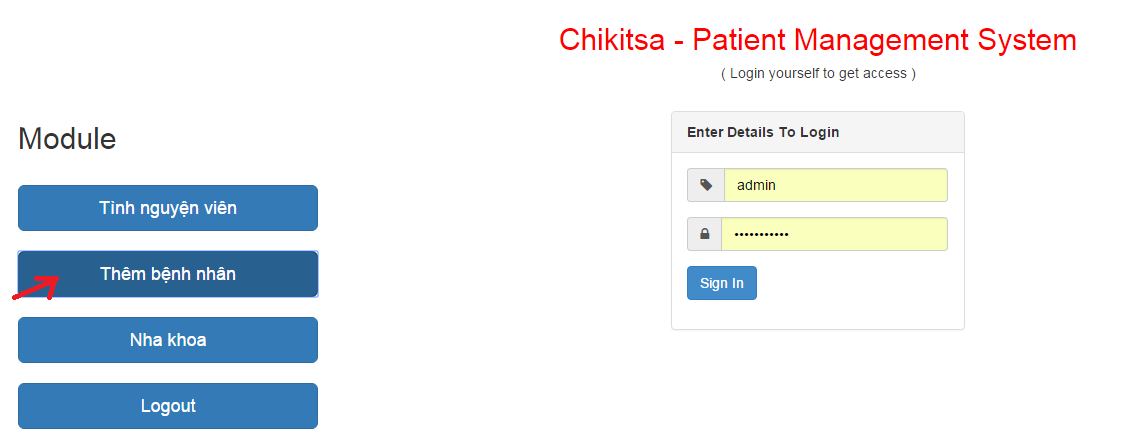 Module
Tình nguyện viên
Thêm bệnh nhân
Nha khoa
Logout
Chikitsa - Patient Management System
( Login yourself to get access )
Enter Details To Login
admin
•••••••••••
Sign In